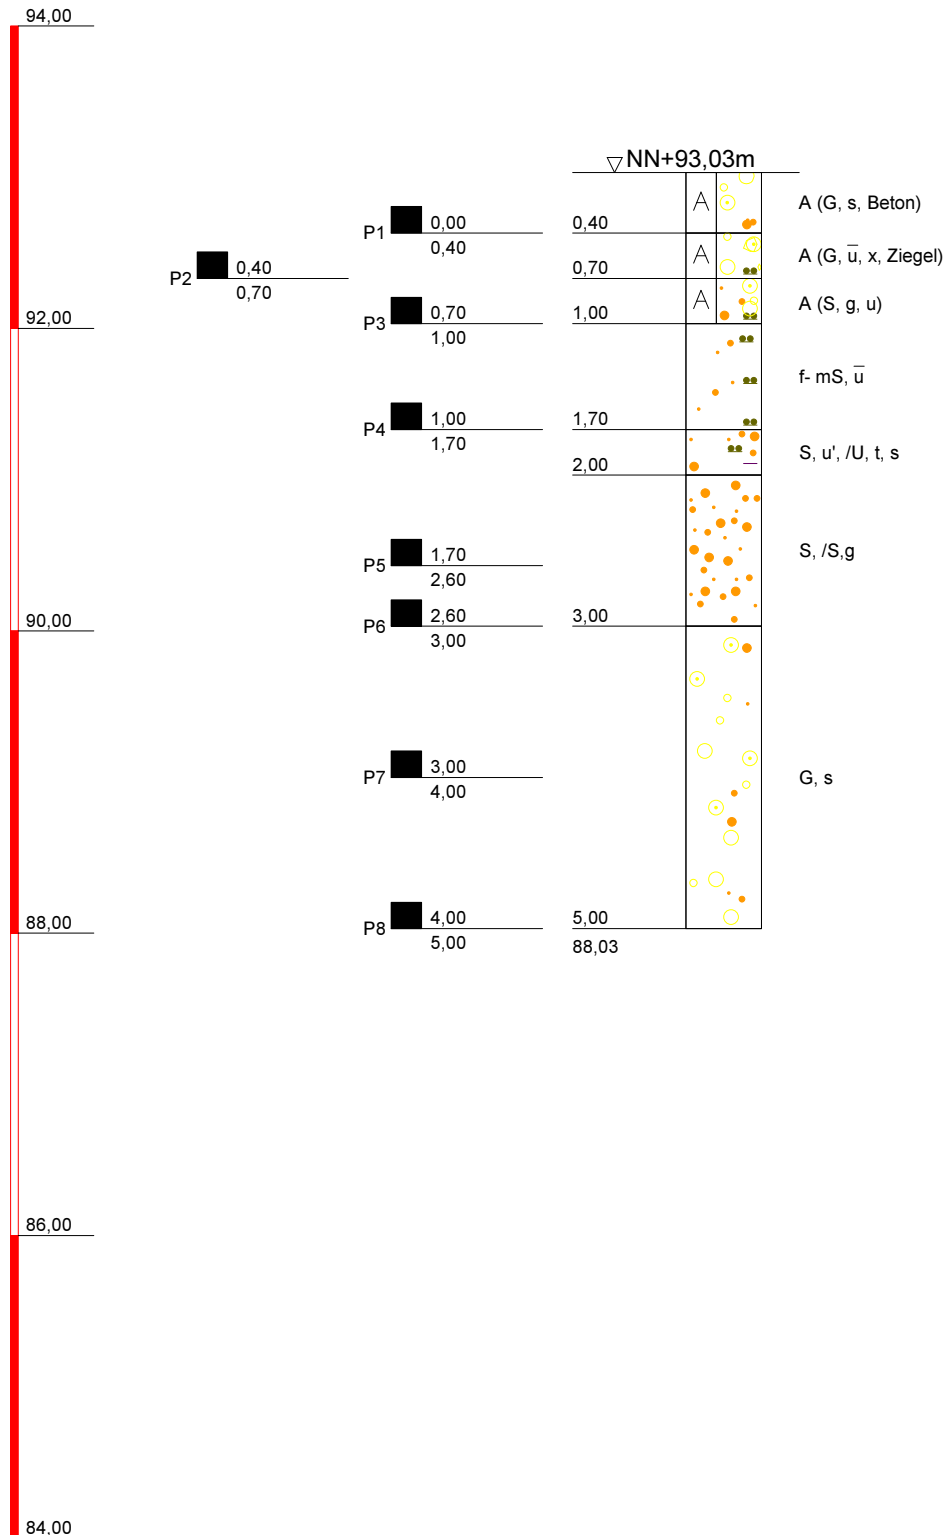 94,00
NN+93,03m
A
A (G, s, Beton)
P1
0,00
0,40
0,40
A
A (G, u̅, x, Ziegel)
P2
0,40
0,70
0,70
A
A (S, g, u)
P3
0,70
1,00
1,00
92,00
f- mS, u̅
P4
1,00
1,70
1,70
S, u', /U, t, s
2,00
S, /S,g
P5
1,70
2,60
P6
2,60
3,00
3,00
90,00
P7
3,00
4,00
G, s
P8
4,00
5,00
5,00
88,03
88,00
86,00
84,00